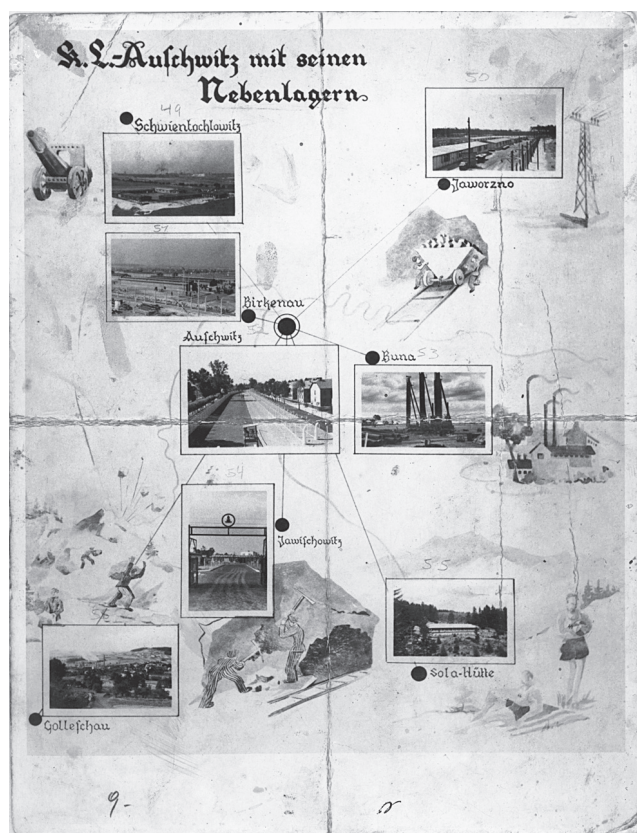 K. L.-Auschwitz mit seinen
Nebenlagern.
49
Schwientochlowitz
50
Jaworzno
51
Birkenau
Auschwitz
Buna 53
54
Jawischowitz
55
Sola-Hütte
Golleschau
9-